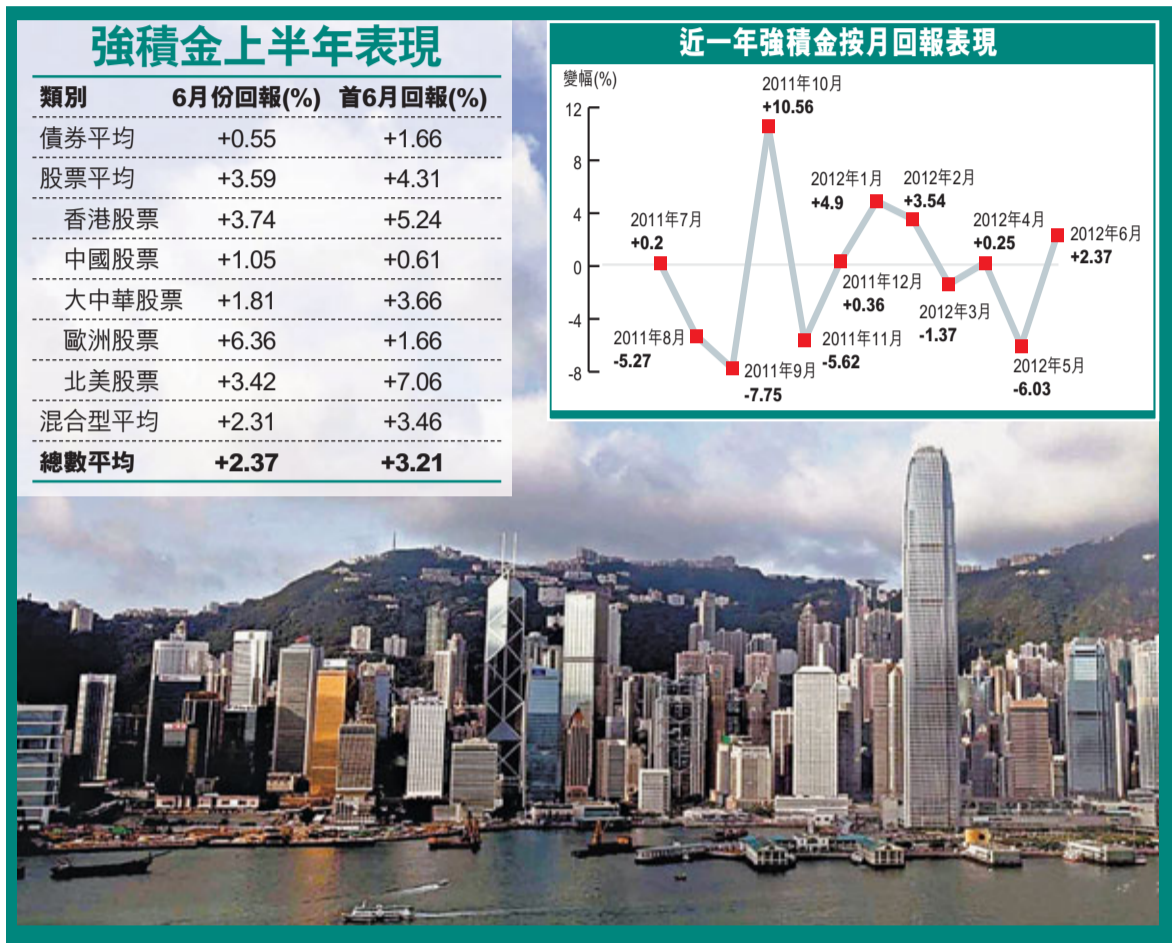 強積金上半年表現
類別 6月份回報(%) 首6月回報(%)
債券平均 +0.55 +1.66
股票平均 +3.59 +4.31
香港股票 +3.74 +5.24
中國股票 +1.05 +0.61
大中華股票 +1.81 +3.66
歐洲股票 +6.36 +1.66
北美股票 +3.42 +7.06
混合型平均 +2.31 +3.46
總數平均 +2.37 +3.21
近一年強積金按月回報表現
變幅(%)
12
8
4
0
-4
-8
2011年7月
+0.2
2011年8月
-5.27
2011年9月
-7.75
2011年10月
+10.56
2011年11月
-5.62
2011年12月
+0.36
2012年1月
+4.9
2012年2月
+3.54
2012年3月
-1.37
2012年4月
+0.25
2012年5月
-6.03
2012年6月
+2.37